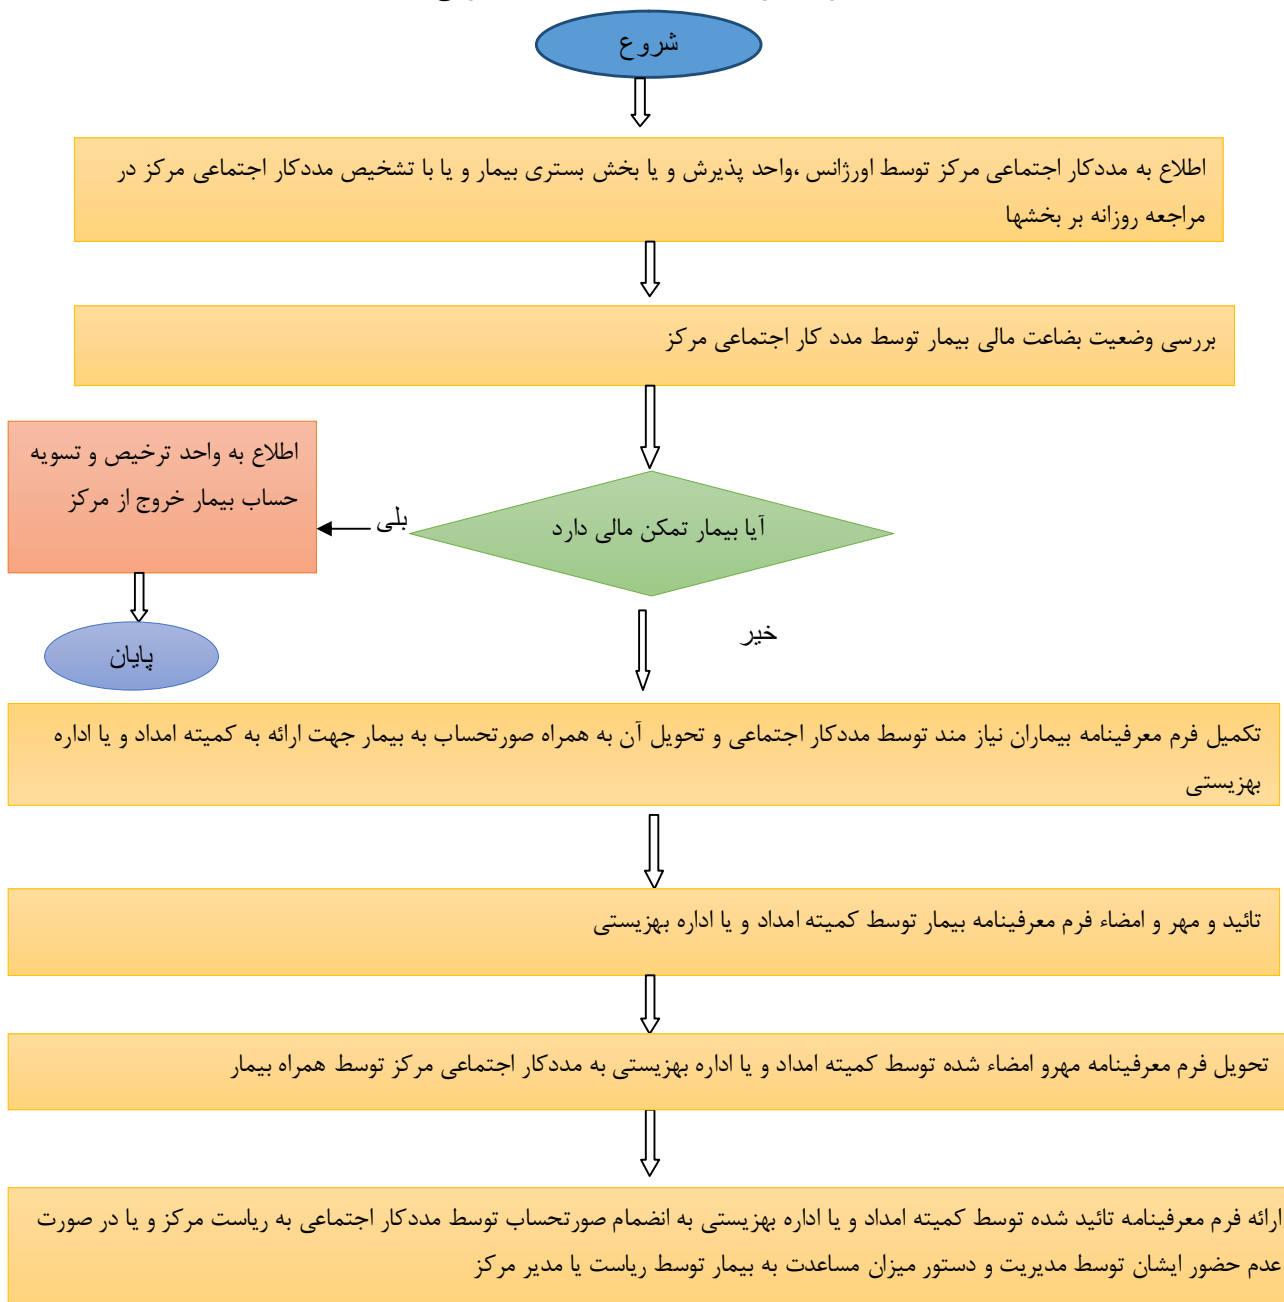 شروع
اطلاع به مددکار اجتماعی مرکز توسط اورژانس ،واحد پذیرش و یا بخش بستری بیمار و یا با تشخیص مددکار اجتماعی مرکز در
مراجعه روزانه بر بخشها
بررسی وضعیت بضاعت مالی بیمار توسط مدد کار اجتماعی مرکز
آیا بیمار تمکن مالی دارد
بلی
اطلاع به واحد ترخیص و تسویه
حساب بیمار خروج از مرکز
پایان
خیر
تکمیل فرم معرفینامه بیماران نیاز مند توسط مددکار اجتماعی و تحویل آن به همراه صورتحساب به بیمار جهت ارائه به کمیته امداد و یا اداره
بهزیستی
تائید و مهر و امضاء فرم معرفینامه بیمار توسط کمیته امداد و یا اداره بهزیستی
تحویل فرم معرفینامه مهرو امضاء شده توسط کمیته امداد و یا اداره بهزیستی به مددکار اجتماعی مرکز توسط همراه بیمار
ارائه فرم معرفینامه تائید شده توسط کمیته امداد و یا اداره بهزیستی به انضمام صورتحساب توسط مددکار اجتماعی به ریاست مرکز و یا در صورت
عدم حضور ایشان توسط مدیریت و دستور میزان مساعدت به بیمار توسط ریاست یا مدیر مرکز